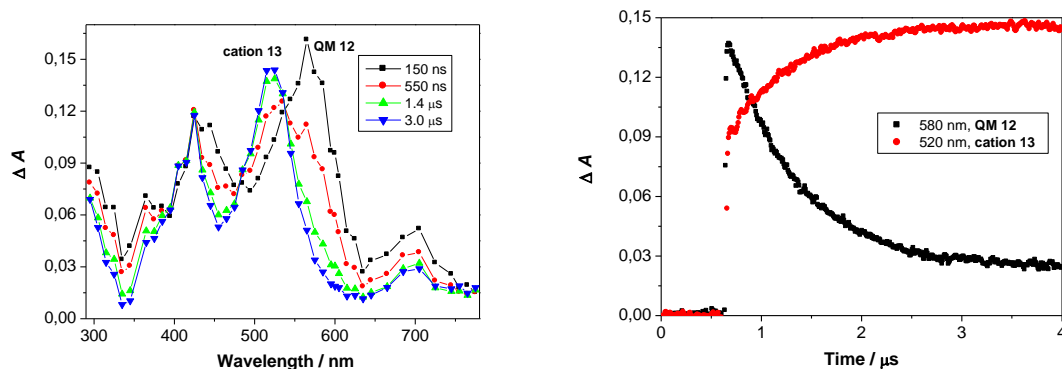 cation 13
QM 12
150 ns
550 ns
1.4 μs
3.0 μs
Δ A
0,15
0,12
0,09
0,06
0,03
0,00
300 400 500 600 700
Wavelength / nm
580 nm, QM 12
520 nm, cation 13
Δ A
0,15
0,12
0,09
0,06
0,03
0,00
0 1 2 3 4
Time / μs